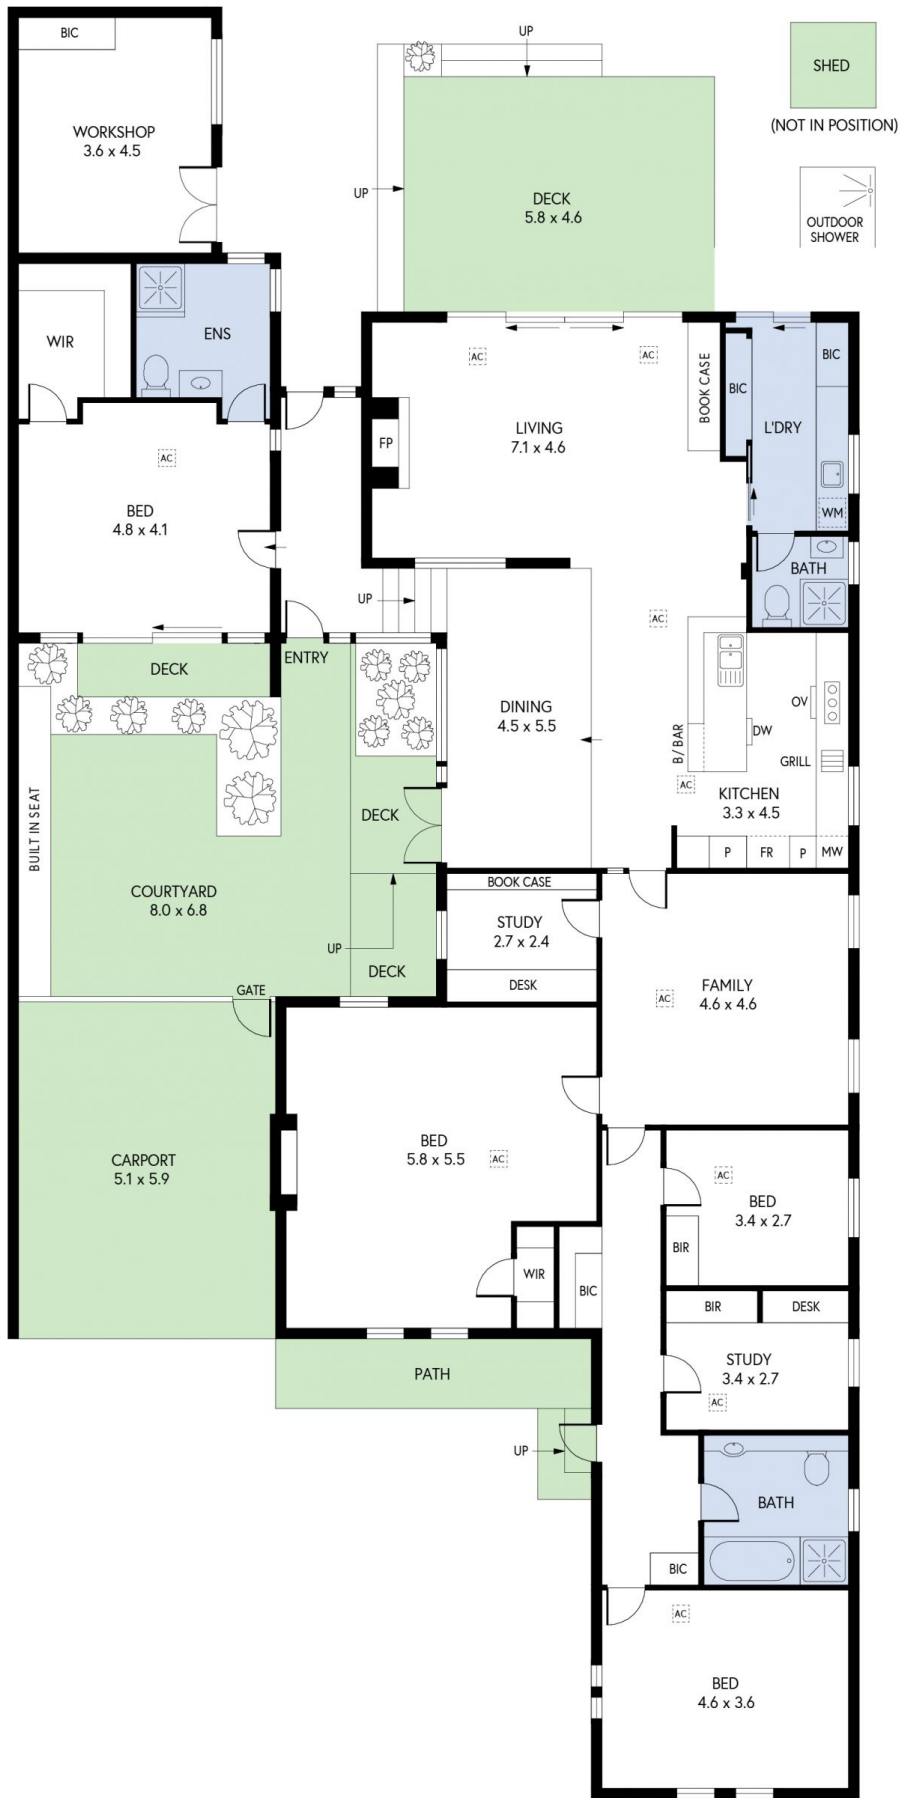 BIC
WORKSHOP
3.6 x 4.5
UP
SHED
(NOT IN POSITION)
UP
DECK
5.8 x 4.6
OUTDOOR
SHOWER
WIR
ENS
AC
AC
BOOK CASE
BIC
BIC
FP
LIVING
7.1 x 4.6
L'DRY
AC
BED
4.8 x 4.1
WM
BATH
UP
AC
ENTRY
DECK
DINING
4.5 x 5.5
OV
B/ BAR
DW
GRILL
AC
KITCHEN
3.3 x 4.5
BUILT IN SEAT
DECK
P
FR
P
MW
COURTYARD
8.0 x 6.8
BOOK CASE
STUDY
2.7 x 2.4
UP
DECK
DESK
GATE
FAMILY
4.6 x 4.6
AC
CARPORT
5.1 x 5.9
BED
5.8 x 5.5
AC
AC
BED
3.4 x 2.7
BIR
WIR
BIC
BIR
DESK
STUDY
3.4 x 2.7
AC
PATH
UP
BATH
BIC
AC
BED
4.6 x 3.6